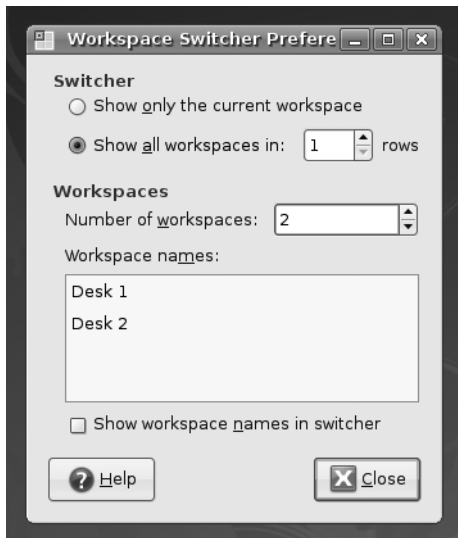 Workspace Switcher Prefere
Switcher
Show only the current workspace
Show all workspaces in: 1 rows
Workspaces
Number of workspaces: 2
Workspace names:
Desk 1
Desk 2
Show workspace names in switcher
Help Close